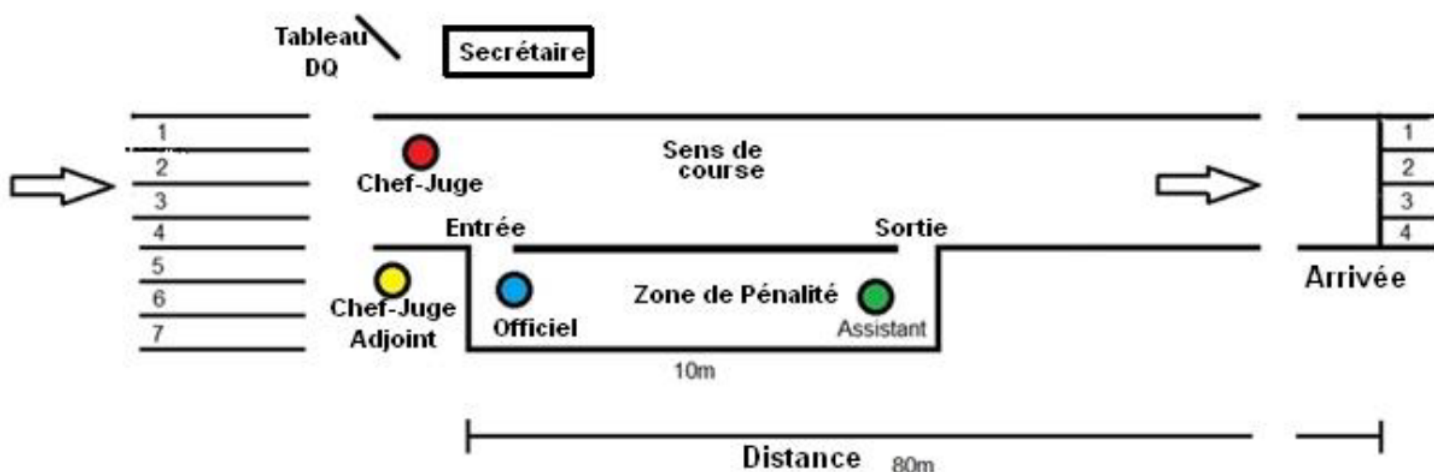 Tableau
DQ
Secrétaire
1
2
3
4
5
6
7
Chef-Juge
Sens de
course
Entrée
Sortie
1
2
3
4
Arrivée
Chef-Juge
Adjoint
Officiel
Zone de Pénalité
Assistant
10m
Distance 80m